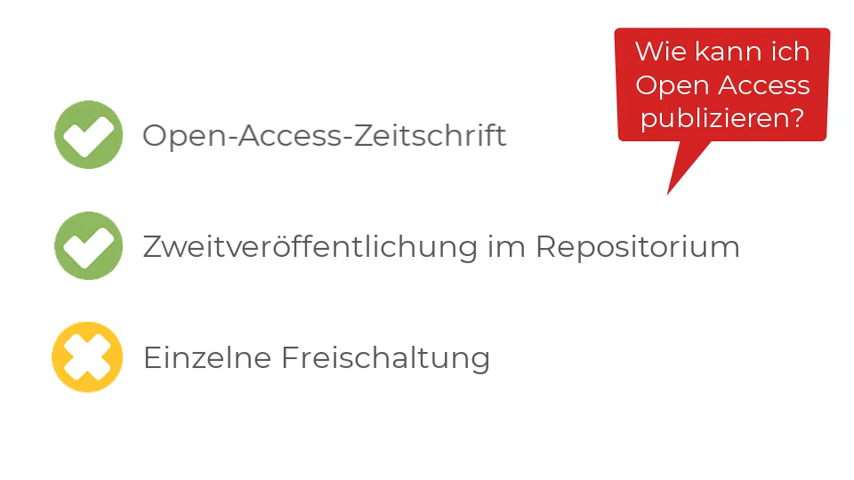 Wie kann ich
Open Access
publizieren?
Open-Access-Zeitschrift
Zweitveröffentlichung im Repositorium
Einzelne Freischaltung